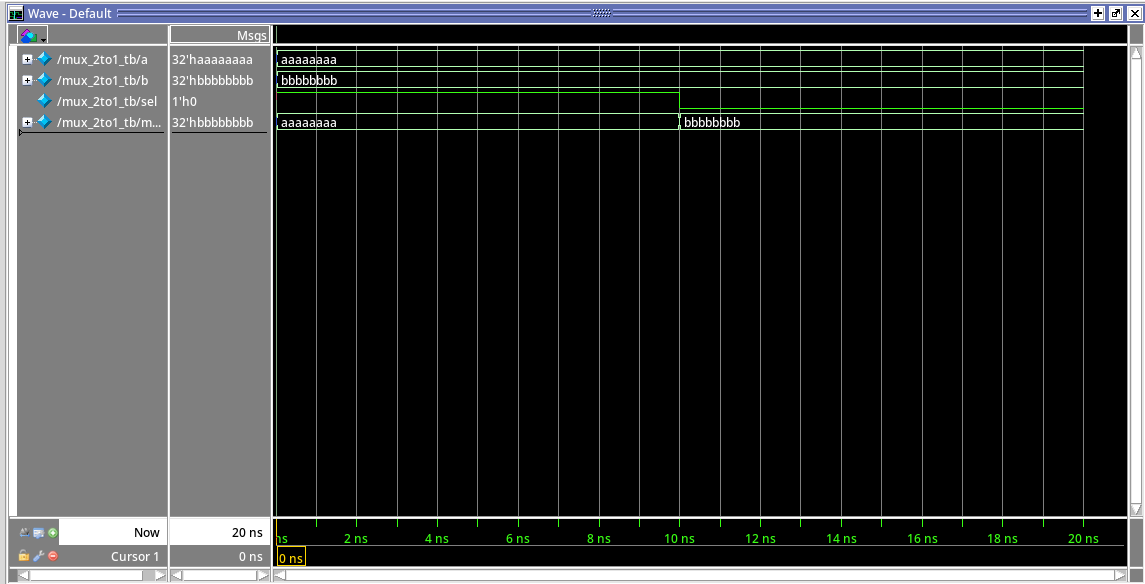 Wave - Default
Msgs
/mux_2to1_tb/a 32'haaaaaaaa aaaaaaaa
/mux_2to1_tb/b 32'hbbbbbbbb bbbbbbbb
/mux_2to1_tb/sel 1'h0
/mux_2to1_tb/m... 32'hbbbbbbbb aaaaaaaa bbbbbbbb
Now 20 ns ns 2 ns 4 ns 6 ns 8 ns 10 ns 12 ns 14 ns 16 ns 18 ns 20 ns
Cursor 1 0 ns 0 ns